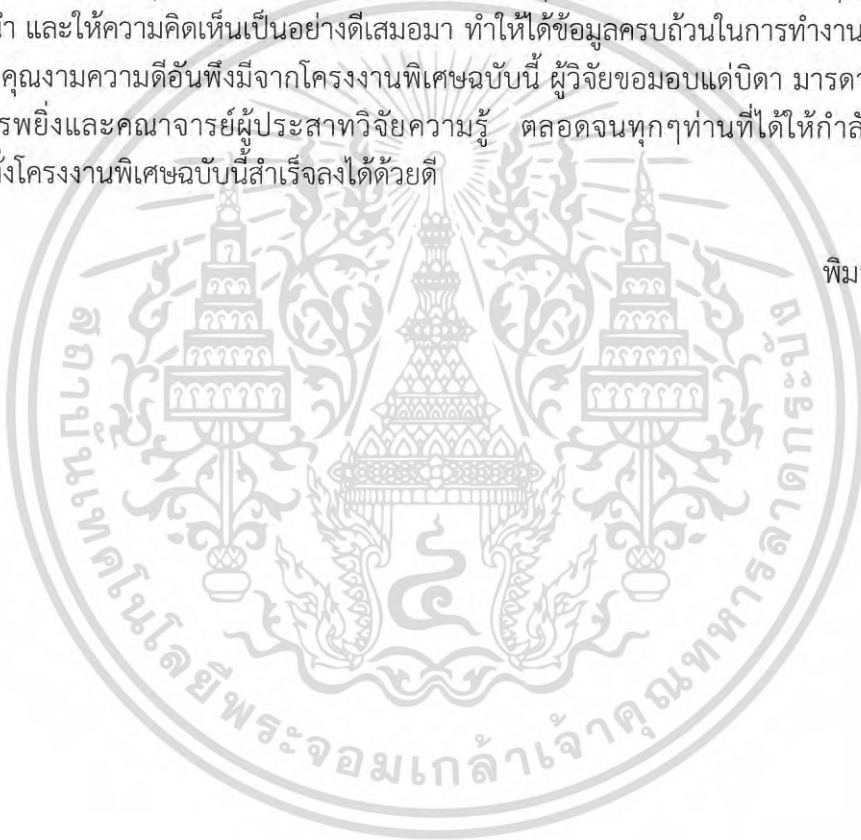 และให้ความคิดเห็นเป็นอย่างดีเสมอมา ทำให้ได้ข้อมูลครบถ้วนในการทำงาน
คุณงามความดีอันพึงมีจากโครงงานพิเศษฉบับนี้ ผู้วิจัยขอมอบแด่บิดา มารดา
รพยิ่งและคณาจารย์ผู้ประสาทวิจัยความรู้ ตลอดจนทุกๆท่านที่ได้ให้กำลั
งโครงงานพิเศษฉบับนี้สำเร็จลงได้ด้วยดี
พิม
สถาบันเทคโนโลยีพระจอมเกล้าเจ้าคุณทหารลาดกระบัง
๔